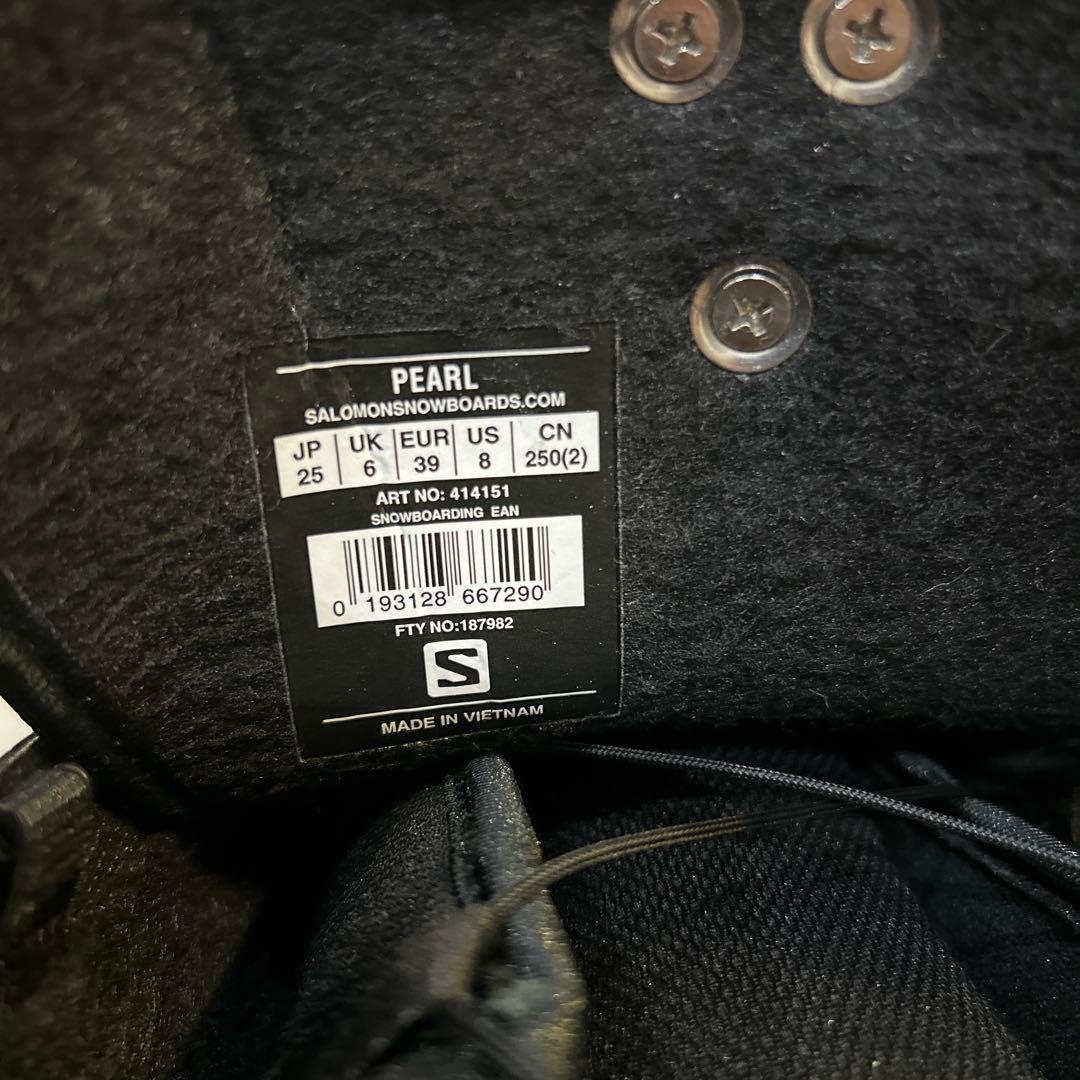 PEARL
SALOMONSNOWBOARDS.COM
JP UK EUR US CN
25 6 39 8 250(2)
ART NO: 414151
SNOWBOARDING EAN
0 193128 667290
FTY NO:187982
S
MADE IN VIETNAM